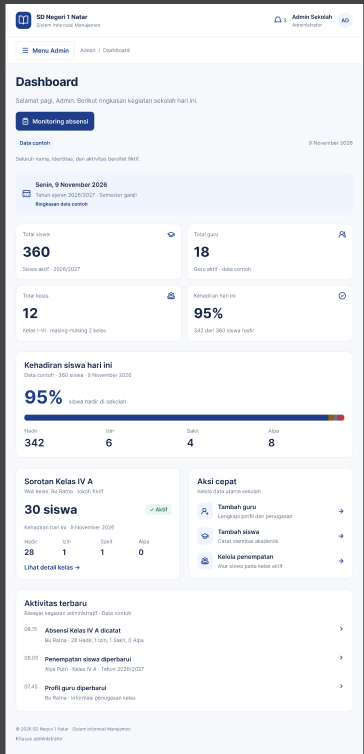 SD Negeri 1 Natar
Sistem Informasi Manajemen
3
Admin Sekolah
Administrator
AD
Menu Admin
Admin / Dashboard
Dashboard
Selamat pagi, Admin. Berikut ringkasan kegiatan sekolah hari ini.
Monitoring absensi
Data contoh
9 November 2026
Seluruh nama, identitas, dan aktivitas bersifat fiktif.
Senin, 9 November 2026
Tahun ajaran 2026/2027 · Semester ganjil
Ringkasan data contoh
Total siswa
360
Siswa aktif · 2026/2027
Total guru
18
Guru aktif · data contoh
Total kelas
12
Kelas I–VI · masing-masing 2 kelas
Kehadiran hari ini
95%
342 dari 360 siswa hadir
Kehadiran siswa hari ini
Data contoh · 360 siswa · 9 November 2026
95% siswa hadir di sekolah
Hadir Izin Sakit Alpa
342 6 4 8
Sorotan Kelas IV A
Wali kelas: Bu Ratna · tokoh fiktif
30 siswa
✓ Aktif
Kehadiran hari ini · 9 November 2026
Hadir Izin Sakit Alpa
28 1 1 0
Lihat detail kelas →
Aksi cepat
Kelola data utama sekolah
Tambah guru
Lengkapi profil dan penugasan
Tambah siswa
Catat identitas akademik
Kelola penempatan
Atur siswa pada kelas aktif
Aktivitas terbaru
Riwayat kegiatan administratif · Data contoh
08.15 Absensi Kelas IV A dicatat
Bu Ratna · 28 Hadir, 1 Izin, 1 Sakit, 0 Alpa
08.05 Penempatan siswa diperbarui
Alya Putri · Kelas IV A · Tahun 2026/2027
07.45 Profil guru diperbarui
Bu Ratna · Informasi penugasan kelas
© 2026 SD Negeri 1 Natar · Sistem Informasi Manajemen
Khusus administrator